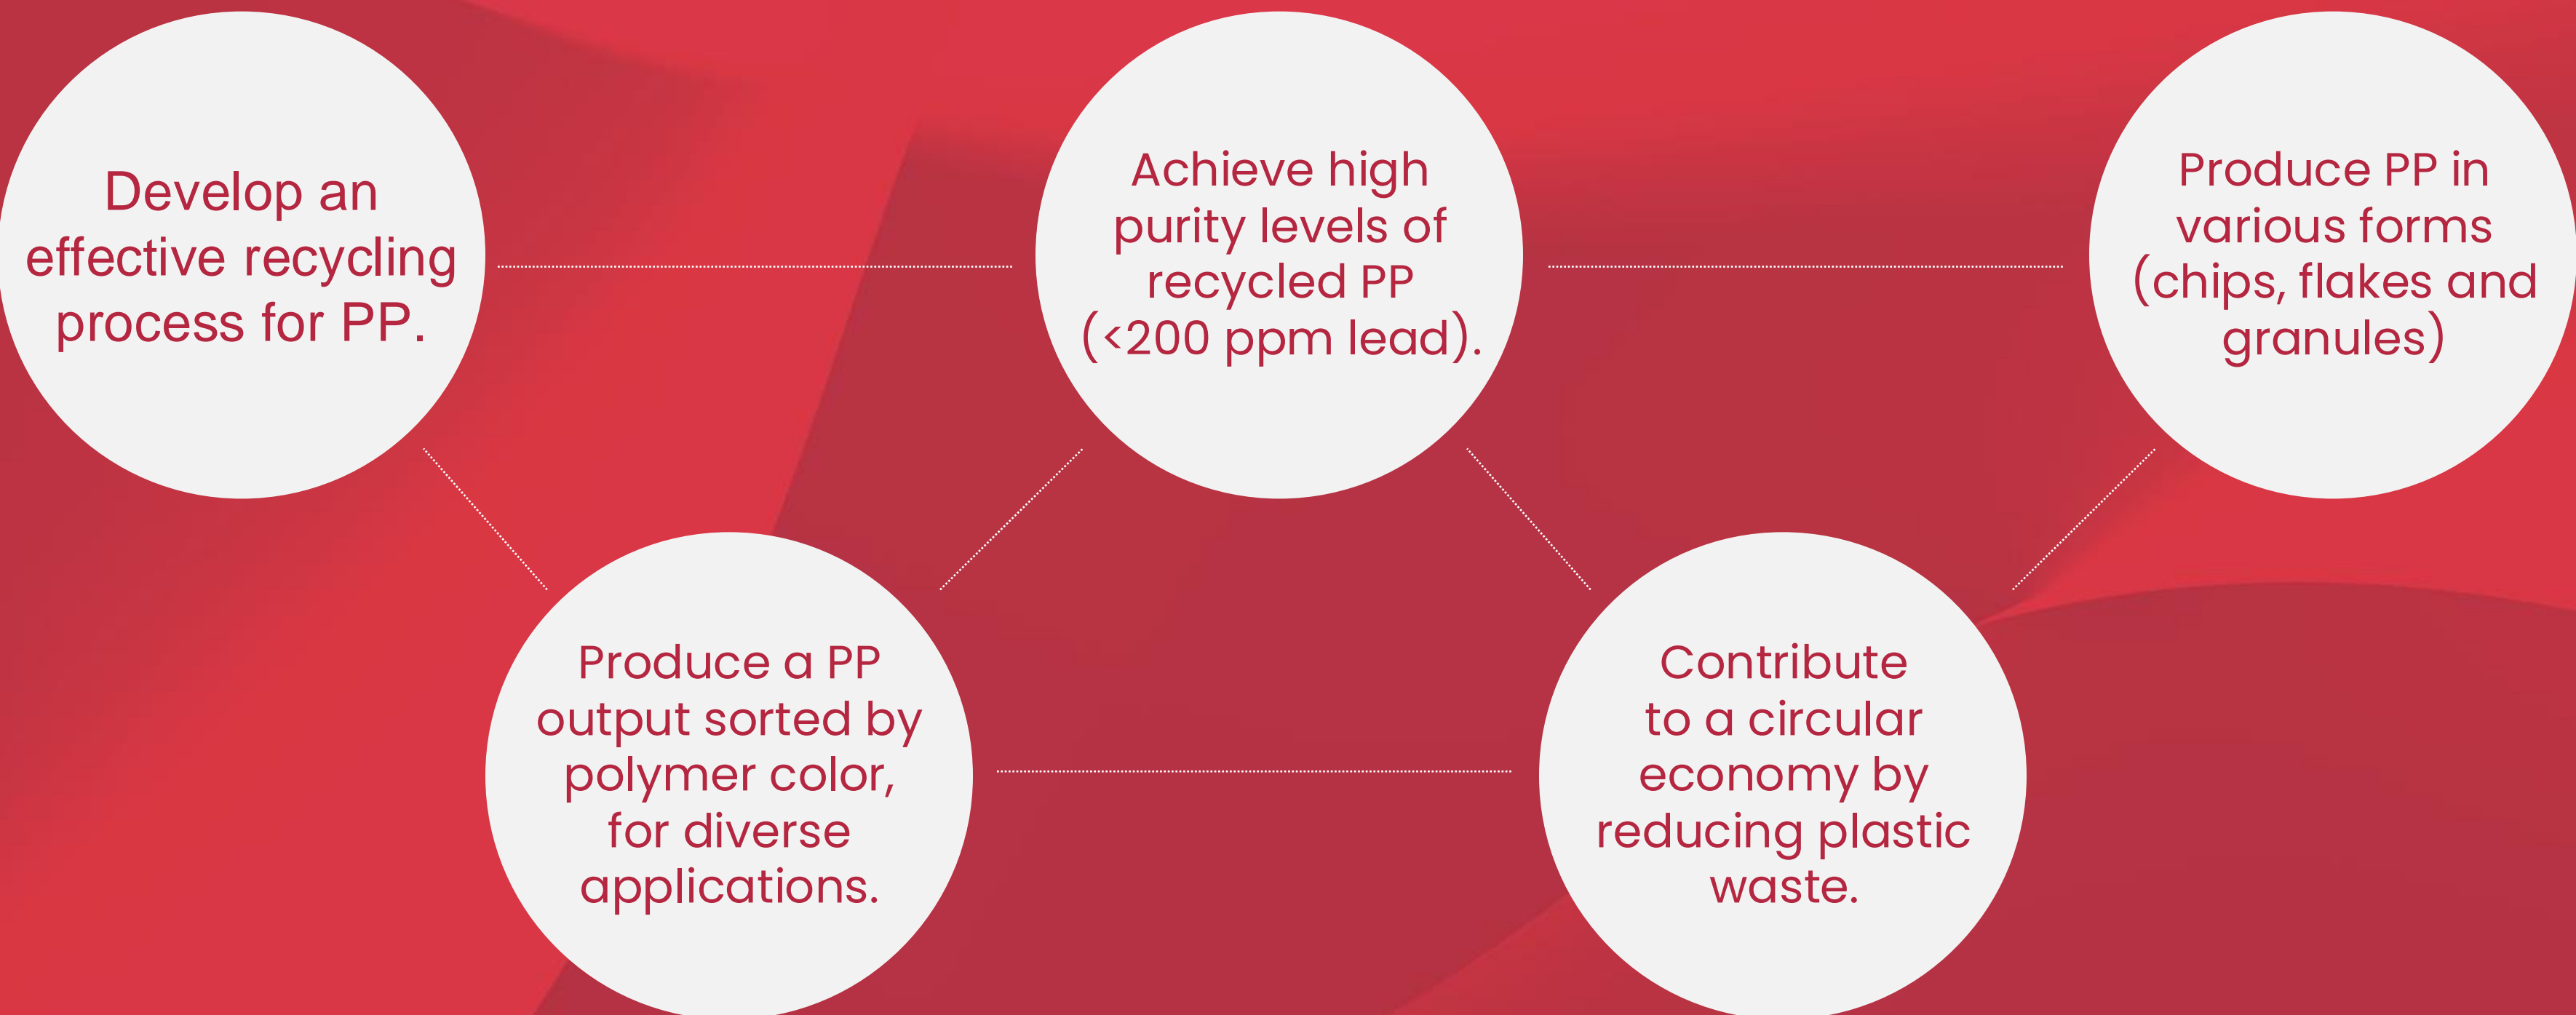 Develop an
effective recycling
process for PP.
Achieve high
purity levels of
recycled PP
(<200 ppm lead).
Produce PP in
various forms
(chips, flakes and
granules)
Produce a PP
output sorted by
polymer color,
for diverse
applications.
Contribute
to a circular
economy by
reducing plastic
waste.